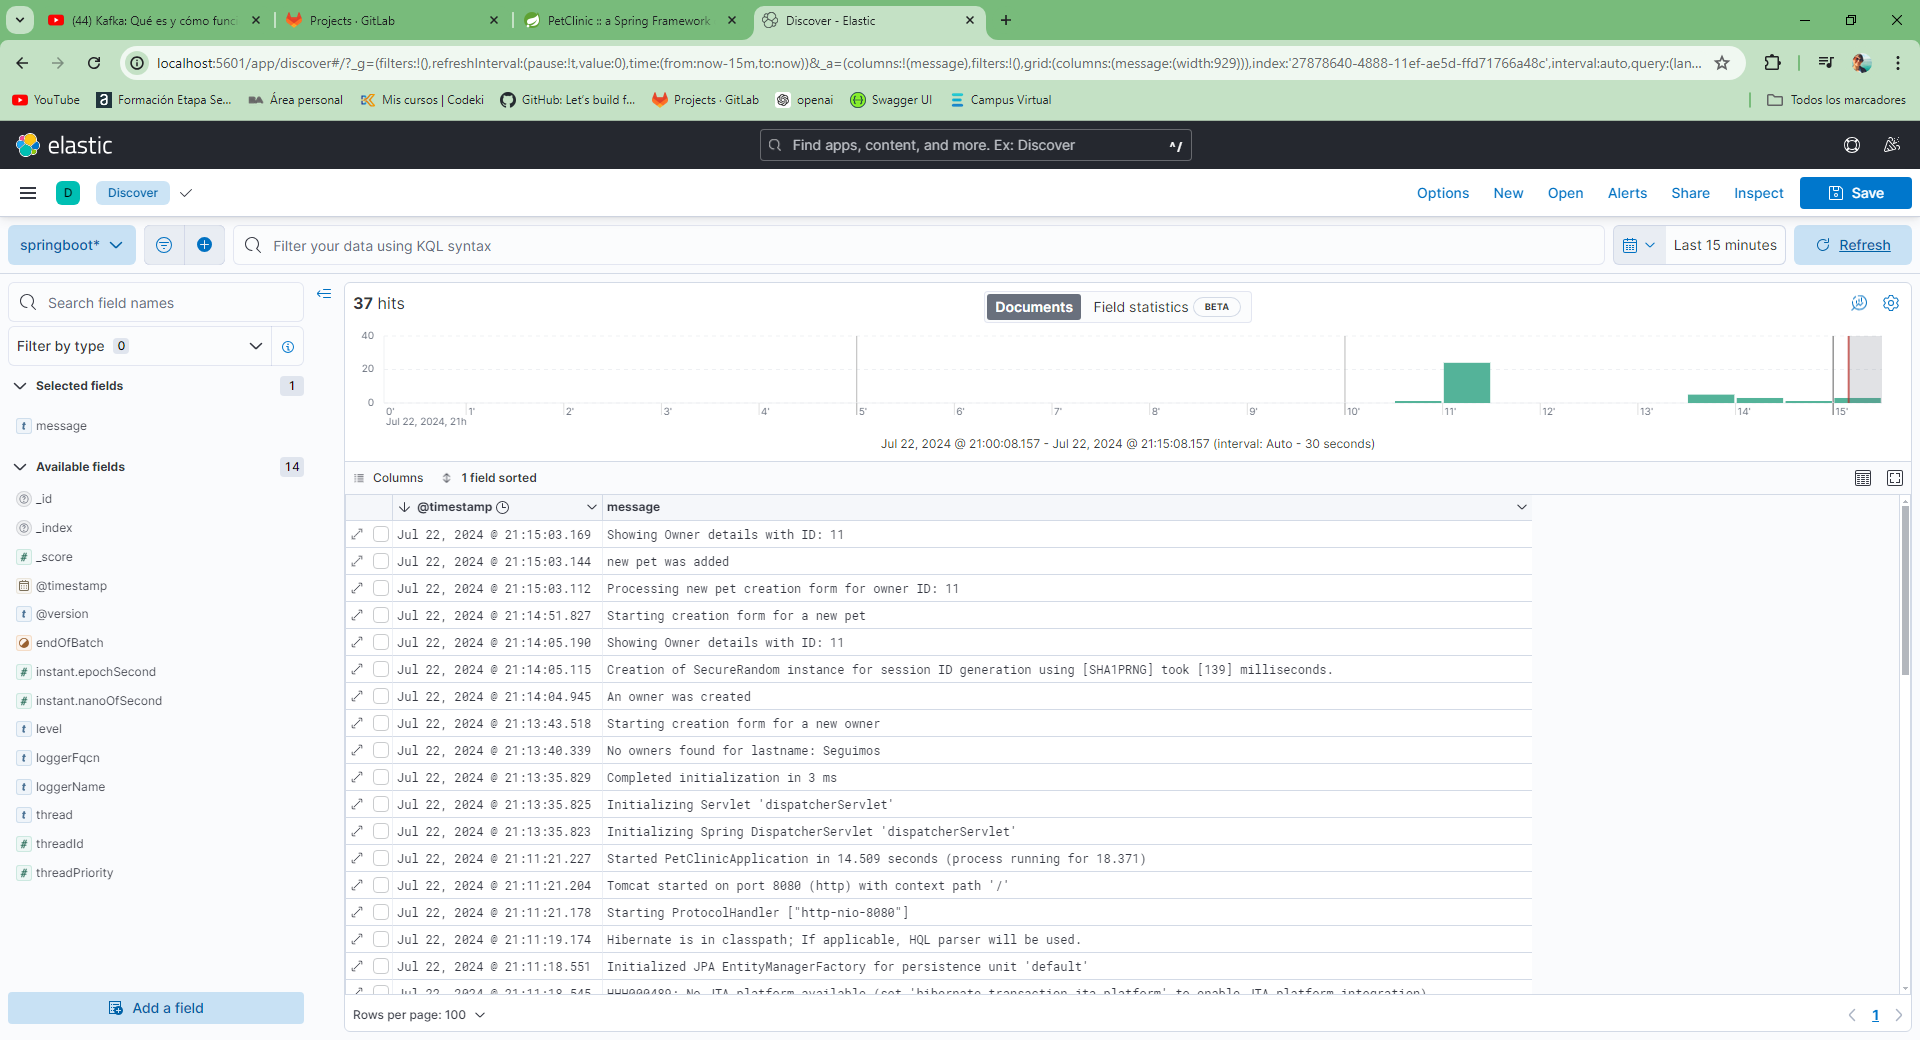 (44) Kafka: Qué es y cómo func
Projects · GitLab
PetClinic :: a Spring Framework
Discover - Elastic
localhost:5601/app/discover#/?_g=(filters:!(),refreshInterval:(pause:!t,value:0),time:(from:now-15m,to:now))&_a=(columns:!(message),filters:!(),grid:(columns:(message:(width:929))),index:'27878640-4888-11ef-ae5d-ffd71766a48c',interval:auto,query:(lan...
YouTube
Formación Etapa Se...
Área personal
Mis cursos | Codeki
GitHub: Let's build f...
Projects · GitLab
openai
Swagger UI
Campus Virtual
Todos los marcadores
elastic
Find apps, content, and more. Ex: Discover
^/
D
Discover
Options
New
Open
Alerts
Share
Inspect
Save
springboot*
Filter your data using KQL syntax
Last 15 minutes
Refresh
Search field names
Filter by type 0
Selected fields 1
t message
Available fields 14
_id
_index
# _score
@timestamp
t @version
endOfBatch
# instant.epochSecond
# instant.nanoOfSecond
t level
t loggerFqcn
t loggerName
t thread
# threadId
# threadPriority
Add a field
37 hits
Documents
Field statistics BETA
40
20
0
0' 1' 2' 3' 4' 5' 6' 7' 8' 9' 10' 11' 12' 13' 14' 15'
Jul 22, 2024, 21h
Jul 22, 2024 @ 21:00:08.157 - Jul 22, 2024 @ 21:15:08.157 (interval: Auto - 30 seconds)
Columns 1 field sorted
@timestamp message
Jul 22, 2024 @ 21:15:03.169 Showing Owner details with ID: 11
Jul 22, 2024 @ 21:15:03.144 new pet was added
Jul 22, 2024 @ 21:15:03.112 Processing new pet creation form for owner ID: 11
Jul 22, 2024 @ 21:14:51.827 Starting creation form for a new pet
Jul 22, 2024 @ 21:14:05.190 Showing Owner details with ID: 11
Jul 22, 2024 @ 21:14:05.115 Creation of SecureRandom instance for session ID generation using [SHA1PRNG] took [139] milliseconds.
Jul 22, 2024 @ 21:14:04.945 An owner was created
Jul 22, 2024 @ 21:13:43.518 Starting creation form for a new owner
Jul 22, 2024 @ 21:13:40.339 No owners found for lastname: Seguimos
Jul 22, 2024 @ 21:13:35.829 Completed initialization in 3 ms
Jul 22, 2024 @ 21:13:35.825 Initializing Servlet 'dispatcherServlet'
Jul 22, 2024 @ 21:13:35.823 Initializing Spring DispatcherServlet 'dispatcherServlet'
Jul 22, 2024 @ 21:11:21.227 Started PetClinicApplication in 14.509 seconds (process running for 18.371)
Jul 22, 2024 @ 21:11:21.204 Tomcat started on port 8080 (http) with context path '/'
Jul 22, 2024 @ 21:11:21.178 Starting ProtocolHandler ["http-nio-8080"]
Jul 22, 2024 @ 21:11:19.174 Hibernate is in classpath; If applicable, HQL parser will be used.
Jul 22, 2024 @ 21:11:18.551 Initialized JPA EntityManagerFactory for persistence unit 'default'
Jul 22, 2024 @ 21:11:18.545 HHH000489: No JTA platform available (set 'hibernate.transaction.jta.platform' to enable JTA platform integration)
Rows per page: 100
1